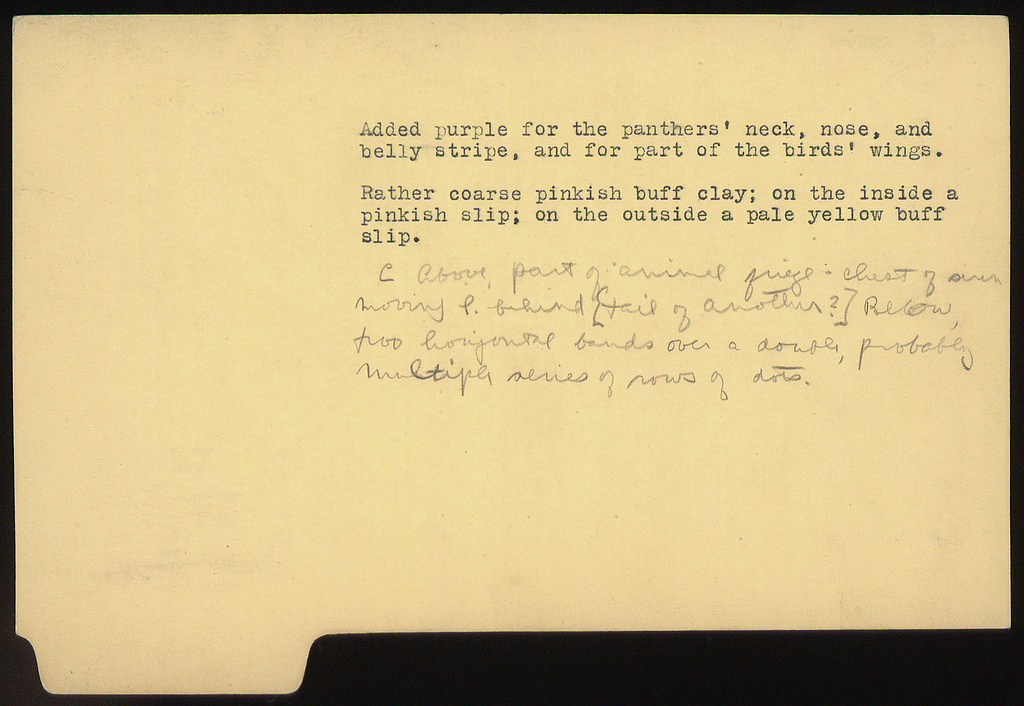 Added purple for the panthers' neck, nose, and
belly stripe, and for part of the birds' wings.
Rather coarse pinkish buff clay; on the inside a
pinkish slip; on the outside a pale yellow buff
slip.
C Above, part of animal frieze: chest of siren
moving l. behind [tail of another?] Below,
two horizontal bands over a double, probably
multiple series of rows of dots.